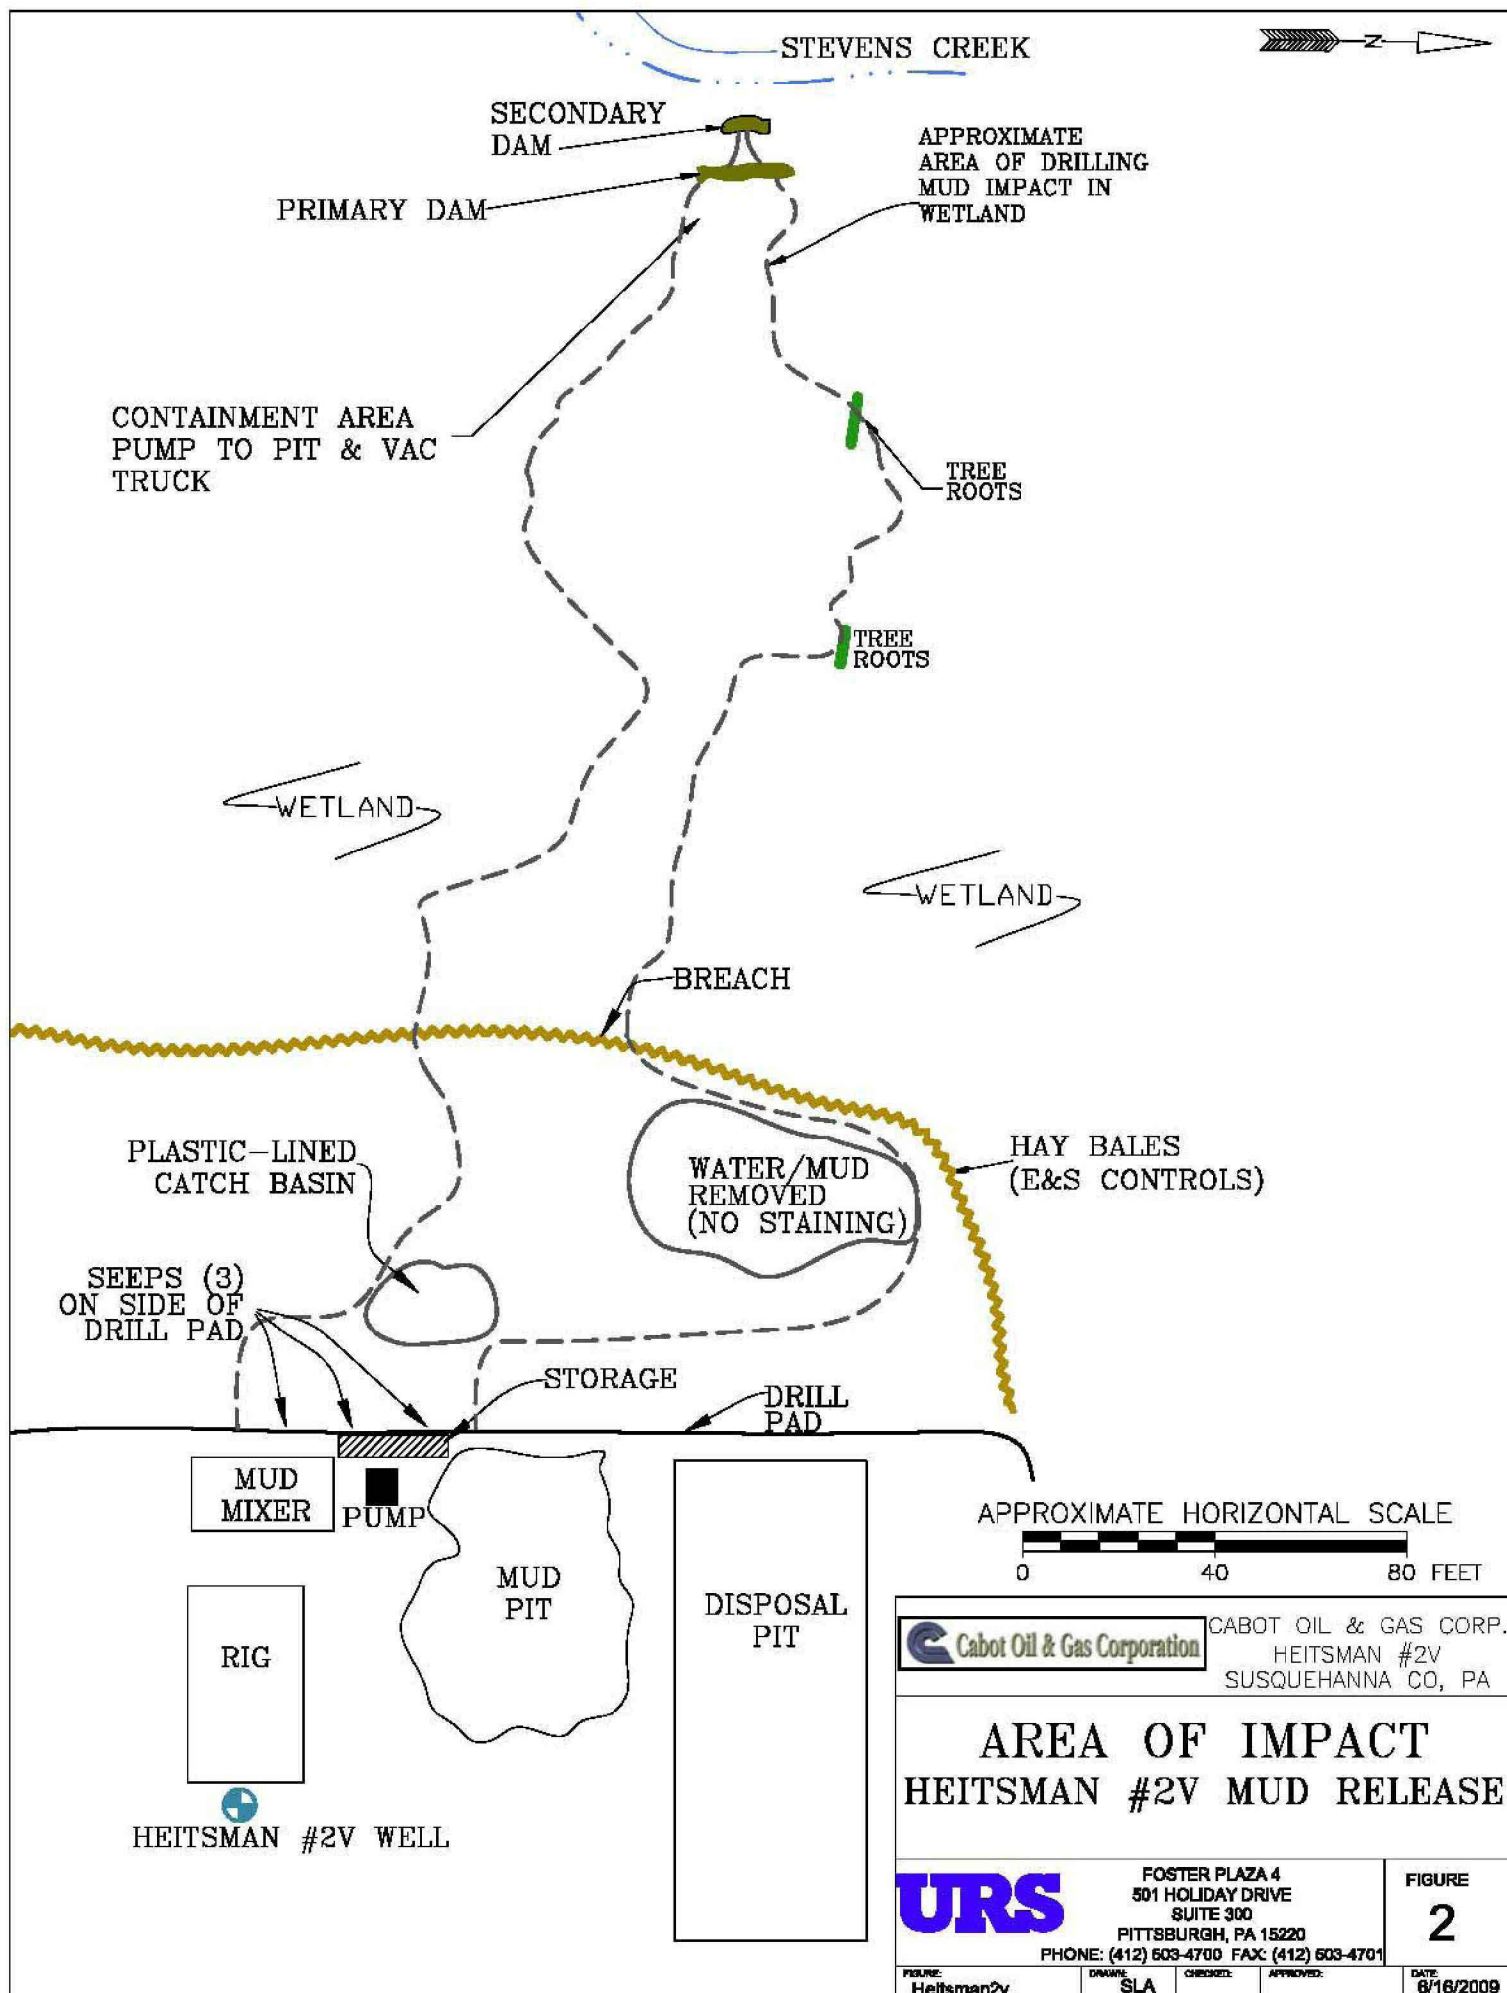 STEVENS CREEK
N
SECONDARY
DAM
APPROXIMATE
AREA OF DRILLING
MUD IMPACT IN
WETLAND
PRIMARY DAM
CONTAINMENT AREA
PUMP TO PIT & VAC
TRUCK
TREE
ROOTS
TREE
ROOTS
WETLAND
WETLAND
BREACH
PLASTIC-LINED
CATCH BASIN
WATER/MUD
REMOVED
(NO STAINING)
HAY BALES
(E&S CONTROLS)
SEEPS (3)
ON SIDE OF
DRILL PAD
STORAGE
DRILL
PAD
MUD
MIXER
PUMP
MUD
PIT
DISPOSAL
PIT
RIG
HEITSMAN #2V WELL
APPROXIMATE HORIZONTAL SCALE
0 40 80 FEET
Cabot Oil & Gas Corporation
CABOT OIL & GAS CORP.
HEITSMAN #2V
SUSQUEHANNA CO, PA
AREA OF IMPACT
HEITSMAN #2V MUD RELEASE
URS
FOSTER PLAZA 4
501 HOLIDAY DRIVE
SUITE 300
PITTSBURGH, PA 15220
PHONE: (412) 503-4700 FAX: (412) 503-4701
FIGURE
2
FIGURE:
Heitsman2v
DRAWN:
SLA
CHECKED:
APPROVED:
DATE:
6/16/2009